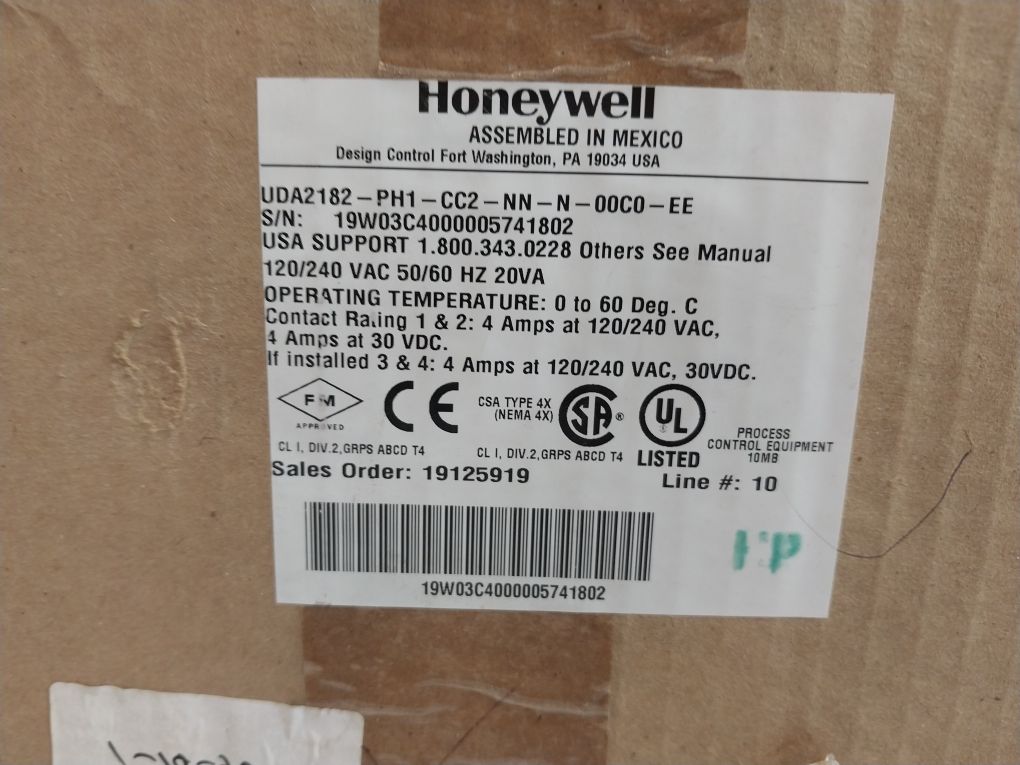 Honeywell
ASSEMBLED IN MEXICO
Design Control Fort Washington, PA 19034 USA
UDA2182-PH1-CC2-NN-N-00C0-EE
S/N: 19W03C4000005741802
USA SUPPORT 1.800.343.0228 Others See Manual
120/240 VAC 50/60 HZ 20VA
OPERATING TEMPERATURE: 0 to 60 Deg. C
Contact Rating 1 & 2: 4 Amps at 120/240 VAC,
4 Amps at 30 VDC.
If installed 3 & 4: 4 Amps at 120/240 VAC, 30VDC.
FM
APPROVED
CL I, DIV.2,GRPS ABCD T4
CE
CSA TYPE 4X
(NEMA 4X)
SA ®
CL I, DIV.2,GRPS ABCD T4
UL
LISTED
PROCESS
CONTROL EQUIPMENT
10MB
Sales Order: 19125919
Line #: 10
19W03C4000005741802